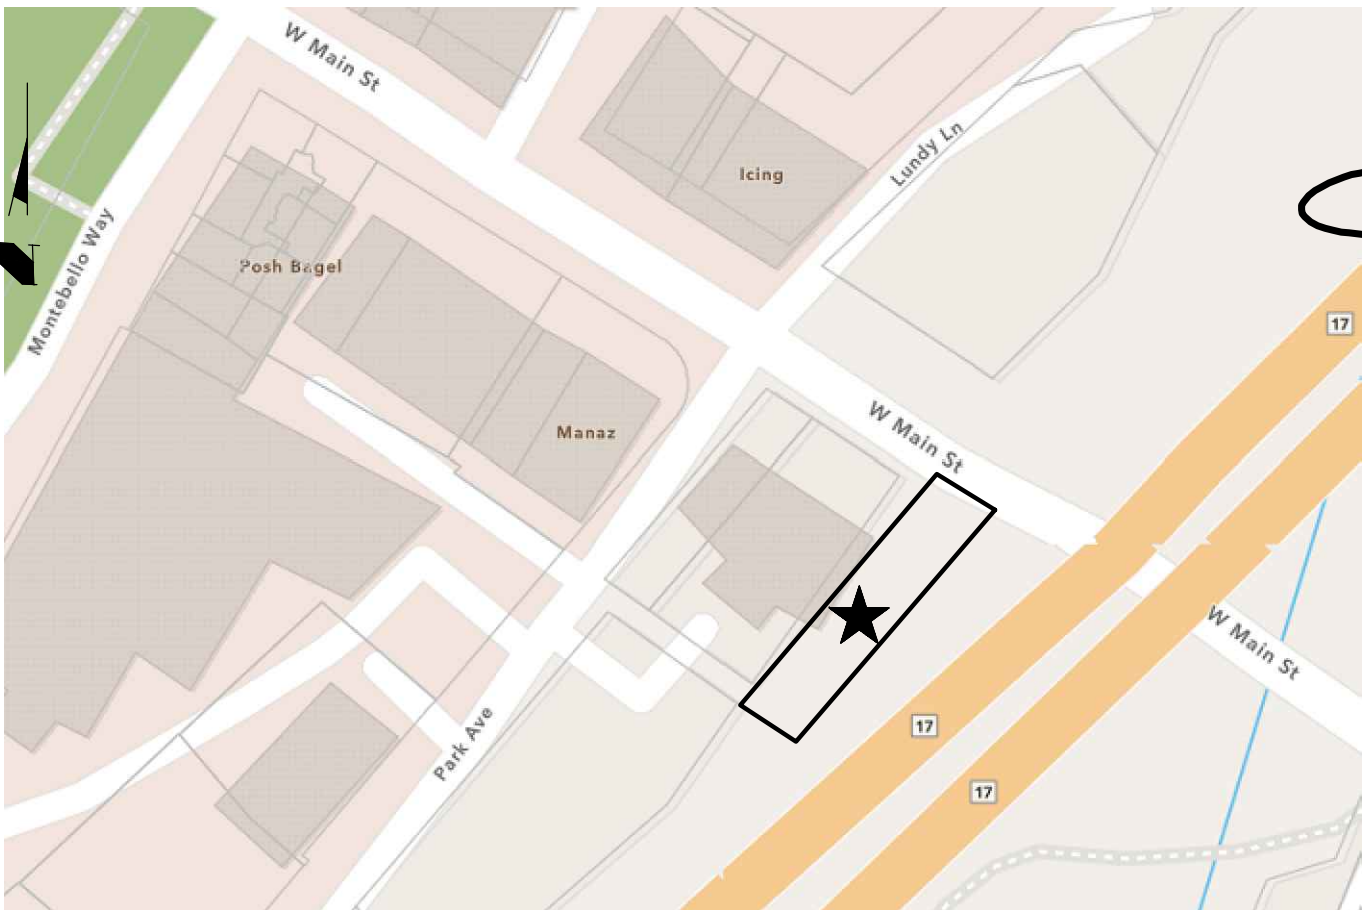 W Main St
Icing
Lundy Ln
Posh Bagel
Montebello Way
N
17
Manaz
W Main St
W Main St
17
Park Ave
17